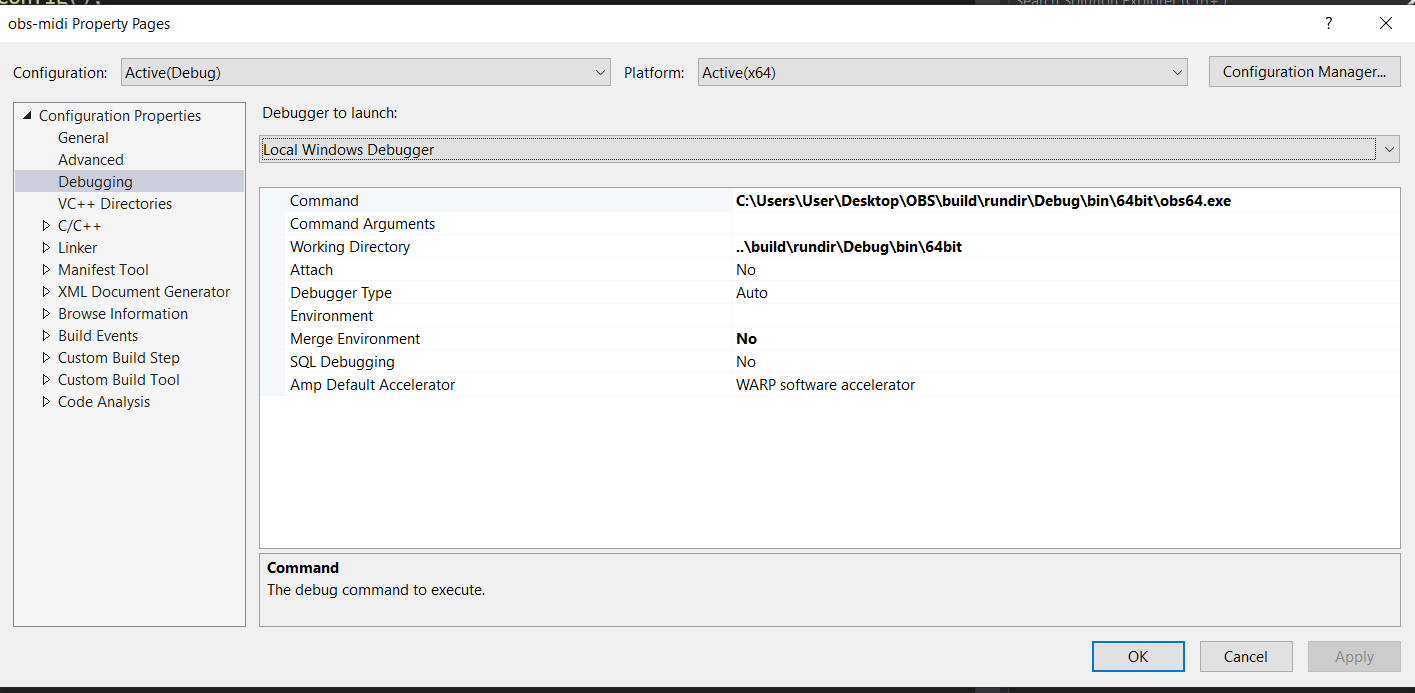 obs-midi Property Pages
?
Configuration: Active(Debug) Platform: Active(x64) Configuration Manager...
Configuration Properties
General
Advanced
Debugging
VC++ Directories
C/C++
Linker
Manifest Tool
XML Document Generator
Browse Information
Build Events
Custom Build Step
Custom Build Tool
Code Analysis
Debugger to launch:
Local Windows Debugger
Command C:\Users\User\Desktop\OBS\build\rundir\Debug\bin\64bit\obs64.exe
Command Arguments
Working Directory ..\build\rundir\Debug\bin\64bit
Attach No
Debugger Type Auto
Environment
Merge Environment No
SQL Debugging No
Amp Default Accelerator WARP software accelerator
Command
The debug command to execute.
OK Cancel Apply